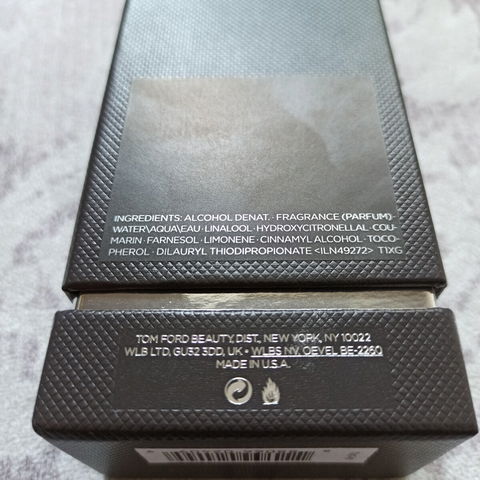 INGREDIENTS: ALCOHOL DENAT. · FRAGRANCE (PARFUM) ·
WATER\AQUA\EAU · LINALOOL · HYDROXYCITRONELLAL · COU-
MARIN · FARNESOL · LIMONENE · CINNAMYL ALCOHOL · TOCO-
PHEROL · DILAURYL THIODIPROPIONATE <ILN49272> TIXG
TOM FORD BEAUTY, DIST., NEW YORK, NY 10022
WLB LTD, GU32 3DD, UK • WLBS NV, OEVEL BE-2260
MADE IN U.S.A.